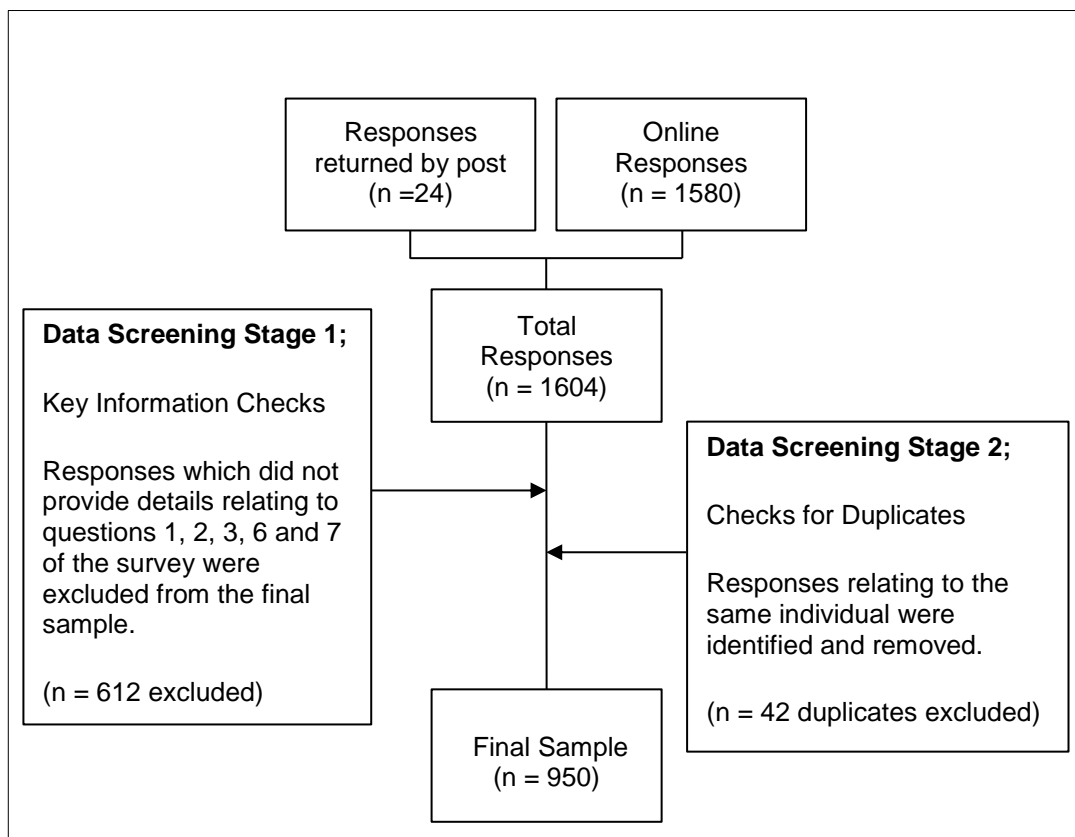 Responses
returned by post
(n =24)
Online
Responses
(n = 1580)
Total
Responses
(n = 1604)
Data Screening Stage 1;
Key Information Checks
Responses which did not
provide details relating to
questions 1, 2, 3, 6 and 7
of the survey were
excluded from the final
sample.
(n = 612 excluded)
Data Screening Stage 2;
Checks for Duplicates
Responses relating to the
same individual were
identified and removed.
(n = 42 duplicates excluded)
Final Sample
(n = 950)